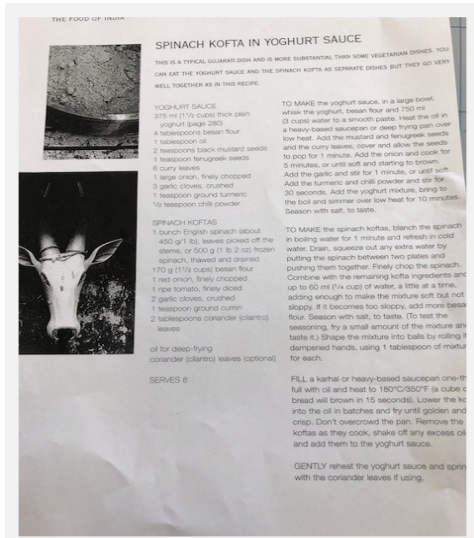 THE FOOD OF INDIA
SPINACH KOFTA IN YOGHURT SAUCE
THIS IS A TYPICAL GUJARATI DISH AND IS MORE SUBSTANTIAL THAN SOME VEGETARIAN DISHES. YOU
CAN EAT THE YOGHURT SAUCE AND THE SPINACH KOFTA AS SEPARATE DISHES BUT THEY GO VERY
WELL TOGETHER AS IN THIS RECIPE.
YOGHURT SAUCE
375 ml (1½ cups) thick plain
yoghurt (page 280)
4 tablespoons besan flour
1 tablespoon oil
2 teaspoons black mustard seeds
1 teaspoon fenugreek seeds
6 curry leaves
1 large onion, finely chopped
3 garlic cloves, crushed
1 teaspoon ground turmeric
½ teaspoon chilli powder
SPINACH KOFTAS
1 bunch English spinach (about
450 g/1 lb), leaves picked off the
stems, or 500 g (1 lb 2 oz) frozen
spinach, thawed and drained
170 g (1½ cups) besan flour
1 red onion, finely chopped
1 ripe tomato, finely diced
2 garlic cloves, crushed
1 teaspoon ground cumin
2 tablespoons coriander (cilantro)
leaves
oil for deep-frying
coriander (cilantro) leaves (optional)
SERVES 6
TO MAKE the yoghurt sauce, in a large bowl,
whisk the yoghurt, besan flour and 750 ml
(3 cups) water to a smooth paste. Heat the oil in
a heavy-based saucepan or deep frying pan over
low heat. Add the mustard and fenugreek seeds
and the curry leaves, cover and allow the seeds
to pop for 1 minute. Add the onion and cook for
5 minutes, or until soft and starting to brown.
Add the garlic and stir for 1 minute, or until soft.
Add the turmeric and chilli powder and stir for
30 seconds. Add the yoghurt mixture, bring to
the boil and simmer over low heat for 10 minutes.
Season with salt, to taste.
TO MAKE the spinach koftas, blanch the spinach
in boiling water for 1 minute and refresh in cold
water. Drain, squeeze out any extra water by
putting the spinach between two plates and
pushing them together. Finely chop the spinach.
Combine with the remaining kofta ingredients and
up to 60 ml (¼ cup) of water, a little at a time,
adding enough to make the mixture soft but not
sloppy. If it becomes too sloppy, add more besa
flour. Season with salt, to taste. (To test the
seasoning, fry a small amount of the mixture an
taste it.) Shape the mixture into balls by rolling it
dampened hands, using 1 tablespoon of mixtur
for each.
FILL a karhai or heavy-based saucepan one-th
full with oil and heat to 180°C/350°F (a cube o
bread will brown in 15 seconds). Lower the ko
into the oil in batches and fry until golden and
crisp. Don't overcrowd the pan. Remove the
koftas as they cook, shake off any excess oil
and add them to the yoghurt sauce.
GENTLY reheat the yoghurt sauce and sprin
with the coriander leaves if using.